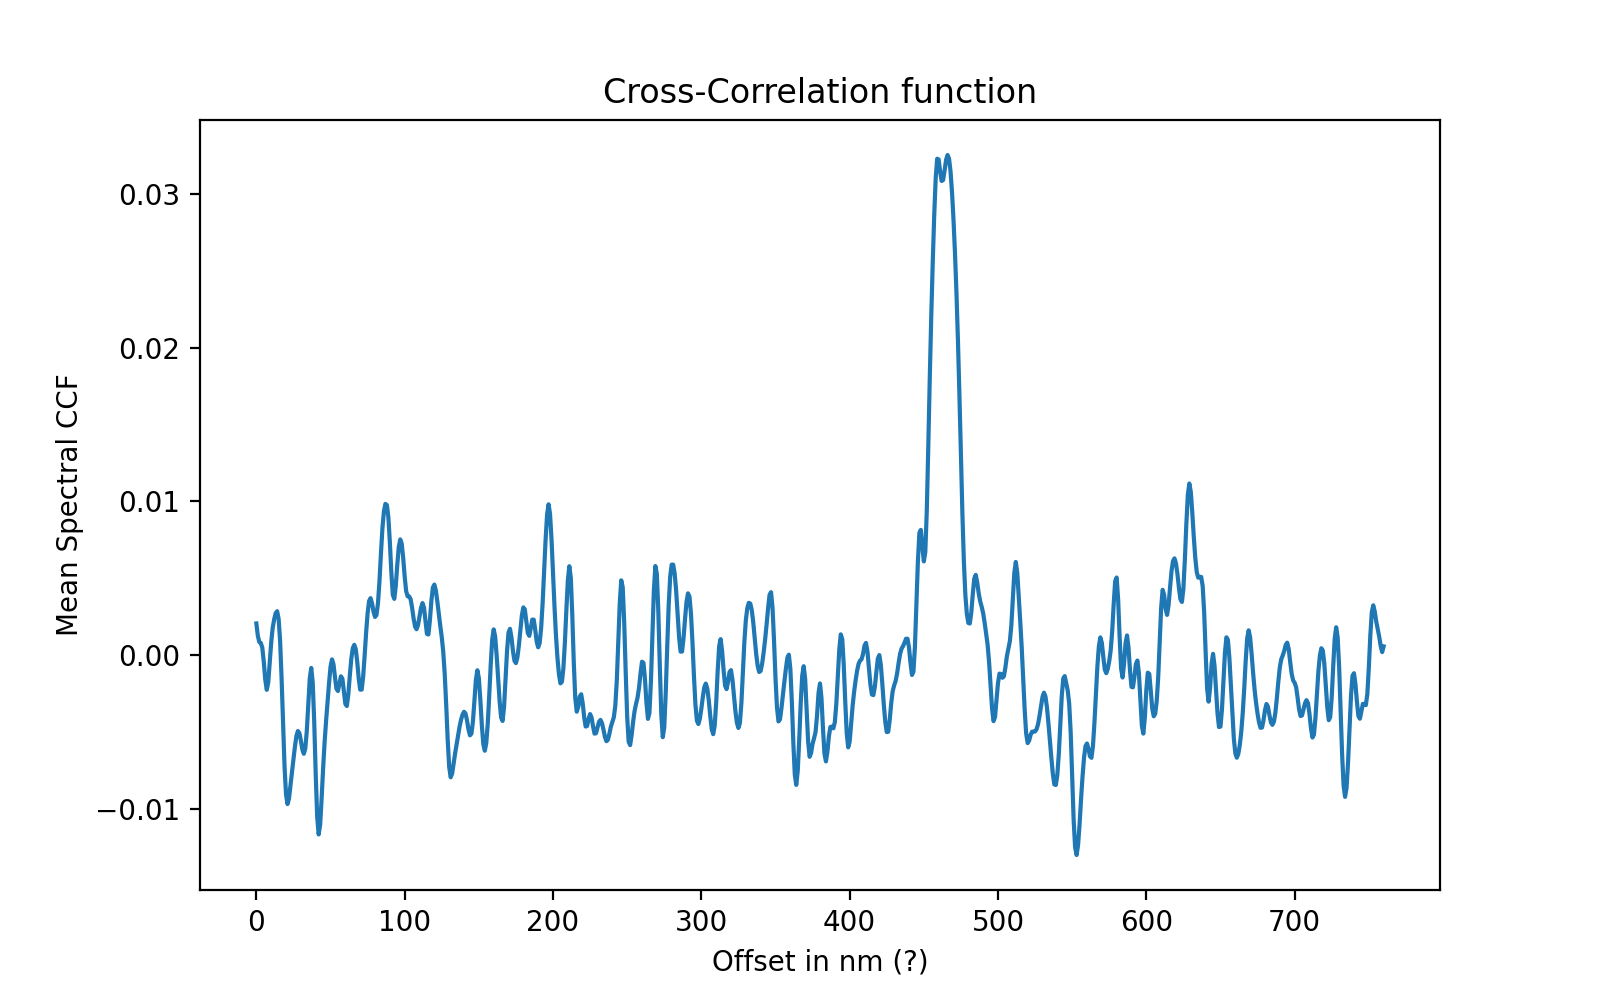 Cross-Correlation function
0.03
0.02
0.01
0.00
−0.01
Mean Spectral CCF
0 100 200 300 400 500 600 700
Offset in nm (?)